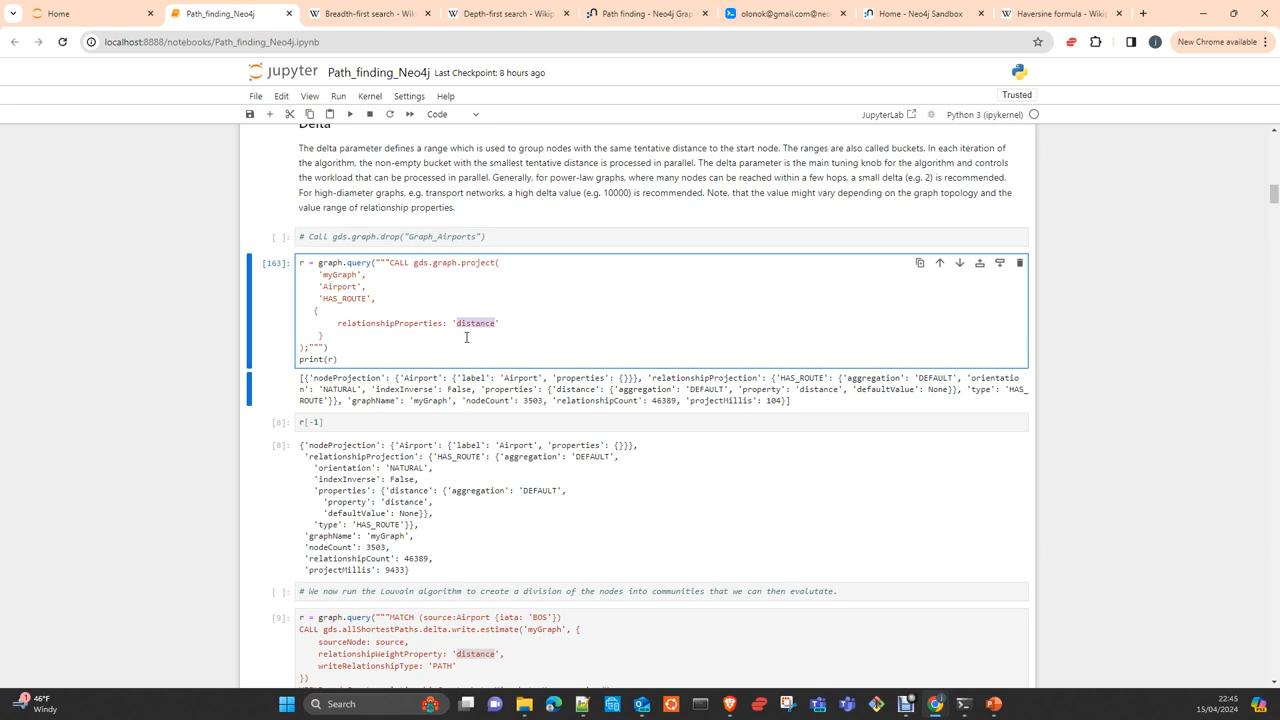 Home
Path_finding_Neo4j
Breadth-first search - Wiki
Depth-first search - Wikip
Path finding - Neo4j Grap
olonok@gmail.com@neo
Home - Neo4j Sandbox
Haversine formula - Wikip
localhost:8888/notebooks/Path_finding_Neo4j.ipynb
New Chrome available
jupyter Path_finding_Neo4j Last Checkpoint: 8 hours ago
File Edit View Run Kernel Settings Help
Trusted
Code
JupyterLab
Python 3 (ipykernel)
Delta
The delta parameter defines a range which is used to group nodes with the same tentative distance to the start node. The ranges are also called buckets. In each iteration of
the algorithm, the non-empty bucket with the smallest tentative distance is processed in parallel. The delta parameter is the main tuning knob for the algorithm and controls
the workload that can be processed in parallel. Generally, for power-law graphs, where many nodes can be reached within a few hops, a small delta (e.g. 2) is recommended.
For high-diameter graphs, e.g. transport networks, a high delta value (e.g. 10000) is recommended. Note, that the value might vary depending on the graph topology and the
value range of relationship properties.
[ ]: # Call gds.graph.drop("Graph_Airports")
[163]: r = graph.query("""CALL gds.graph.project(
'myGraph',
'Airport',
'HAS_ROUTE',
{
relationshipProperties: 'distance'
}
);""")
print(r)
[{'nodeProjection': {'Airport': {'label': 'Airport', 'properties': {}}}, 'relationshipProjection': {'HAS_ROUTE': {'aggregation': 'DEFAULT', 'orientatio
n': 'NATURAL', 'indexInverse': False, 'properties': {'distance': {'aggregation': 'DEFAULT', 'property': 'distance', 'defaultValue': None}}, 'type': 'HAS_
ROUTE'}}, 'graphName': 'myGraph', 'nodeCount': 3503, 'relationshipCount': 46389, 'projectMillis': 104}]
[8]: r[-1]
[8]: {'nodeProjection': {'Airport': {'label': 'Airport', 'properties': {}}},
'relationshipProjection': {'HAS_ROUTE': {'aggregation': 'DEFAULT',
'orientation': 'NATURAL',
'indexInverse': False,
'properties': {'distance': {'aggregation': 'DEFAULT',
'property': 'distance',
'defaultValue': None}},
'type': 'HAS_ROUTE'}},
'graphName': 'myGraph',
'nodeCount': 3503,
'relationshipCount': 46389,
'projectMillis': 9433}
[ ]: # We now run the Louvain algorithm to create a division of the nodes into communities that we can then evalutate.
[9]: r = graph.query("""MATCH (source:Airport {iata: 'BOS'})
CALL gds.allShortestPaths.delta.write.estimate('myGraph', {
sourceNode: source,
relationshipWeightProperty: 'distance',
writeRelationshipType: 'PATH'
})
46°F
Windy
Search
22:45
15/04/2024